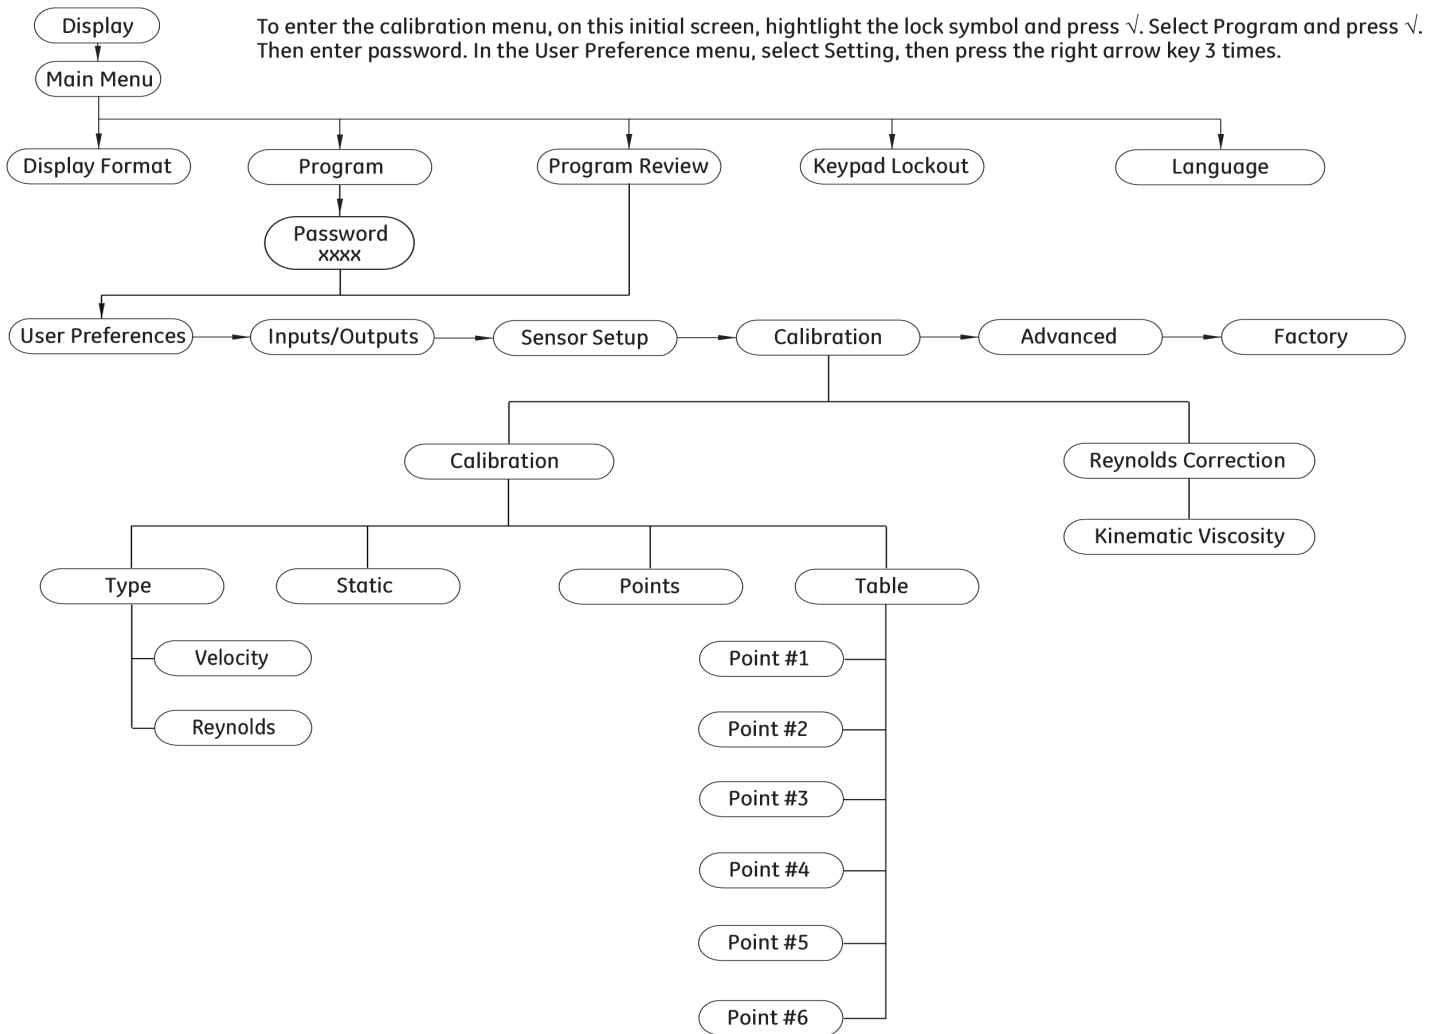 Display
To enter the calibration menu, on this initial screen, hightlight the lock symbol and press √. Select Program and press √.
Then enter password. In the User Preference menu, select Setting, then press the right arrow key 3 times.
Main Menu
Display Format
Program
Program Review
Keypad Lockout
Language
Password
xxxx
User Preferences
Inputs/Outputs
Sensor Setup
Calibration
Advanced
Factory
Calibration
Reynolds Correction
Kinematic Viscosity
Type
Static
Points
Table
Velocity
Reynolds
Point #1
Point #2
Point #3
Point #4
Point #5
Point #6